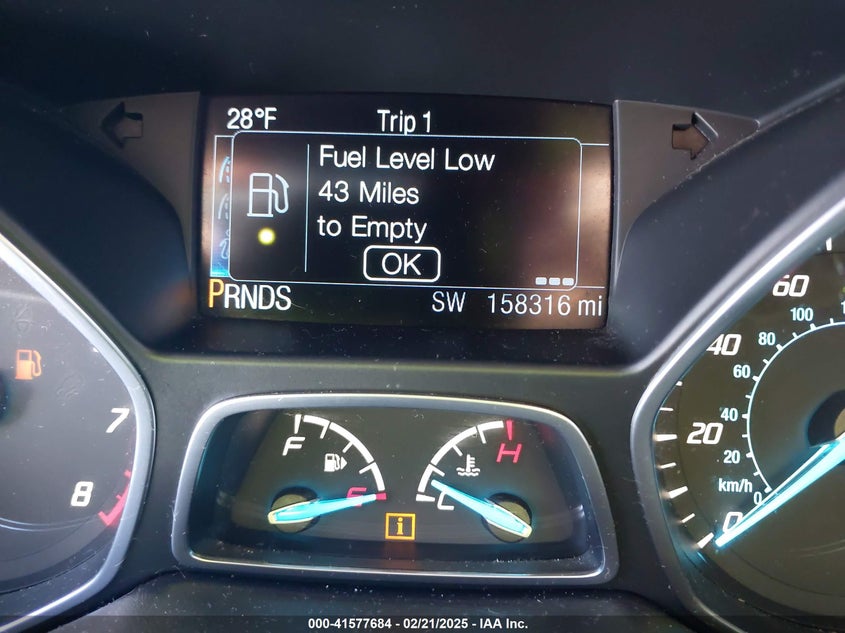 28°F Trip 1
Fuel Level Low
43 Miles
to Empty
OK
PRNDS SW 158316 mi
7
8
F
E
H
C
i
60
40
20
0
100
80
60
40
20
km/h 0
000-41577684 - 02/21/2025 - IAA Inc.